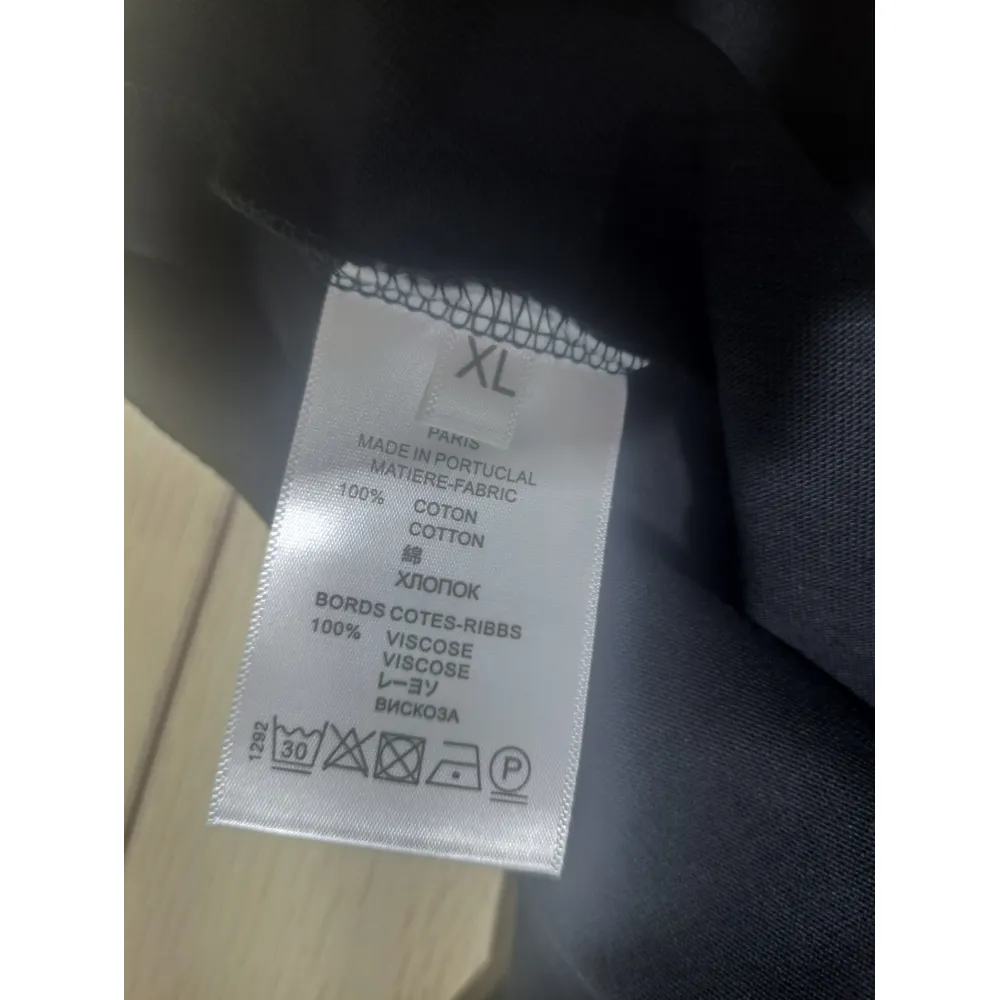 XL
PARIS
MADE IN PORTUCLAL
MATIERE-FABRIC
100% COTON
COTTON
綿
ХЛОПОК
BORDS COTES-RIBBS
100% VISCOSE
VISCOSE
レーヨソ
ВИСКОЗА
1292
30
P